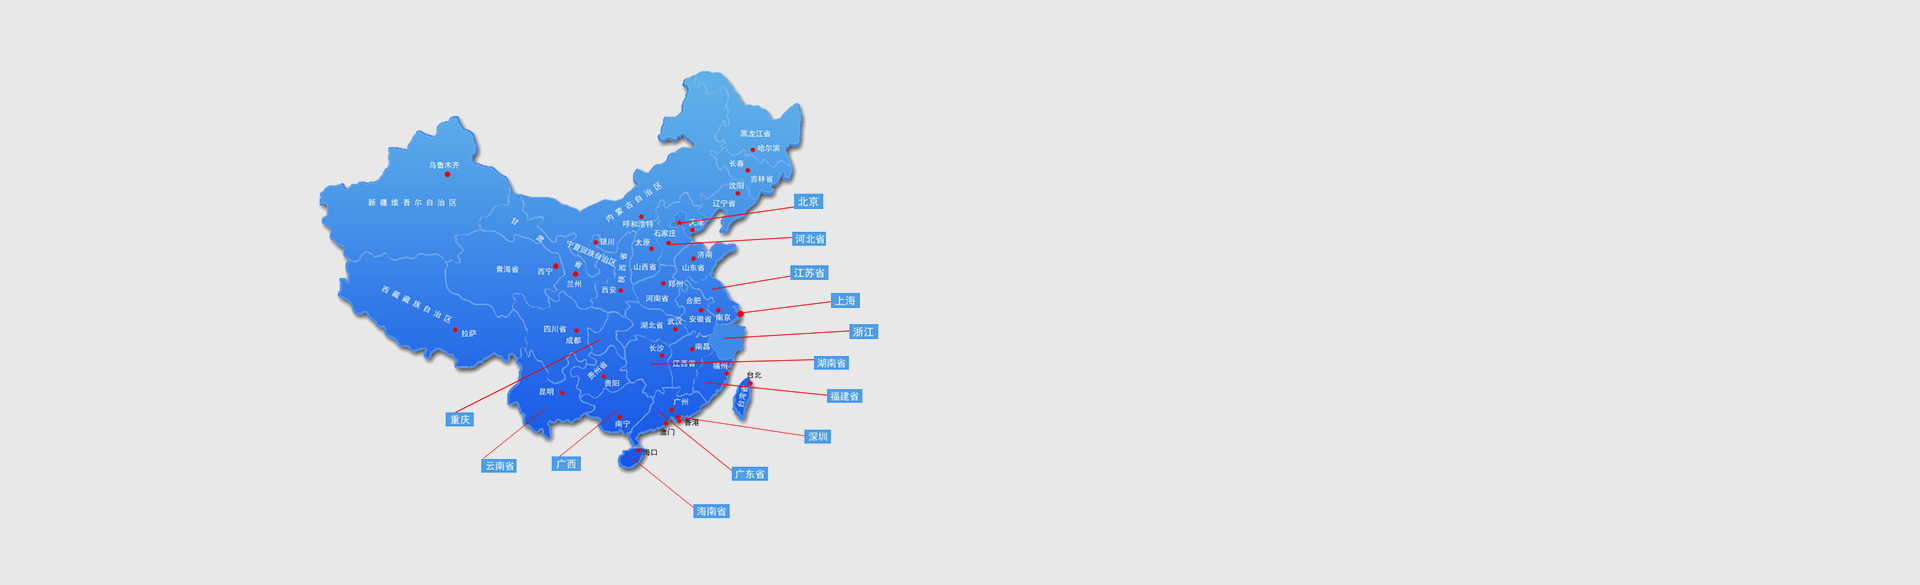 黑龙江省
哈尔滨
长春
吉林省
乌鲁木齐
沈阳
内蒙古自治区
新疆维吾尔自治区
辽宁省
北京
呼和浩特
天津
甘肃省
石家庄
河北省
银川
太原
宁夏回族自治区
济南
陕西省
山西省
山东省
青海省
西宁
江苏省
兰州
郑州
西安
西藏藏族自治区
河南省
合肥
上海
安徽省
南京
武汉
湖北省
四川省
拉萨
浙江
成都
长沙
南昌
江西省
湖南省
福州
贵州省
台北
贵阳
昆明
台湾省
福建省
广州
重庆
南宁
香港
澳门
深圳
海口
云南省
广西
广东省
海南省